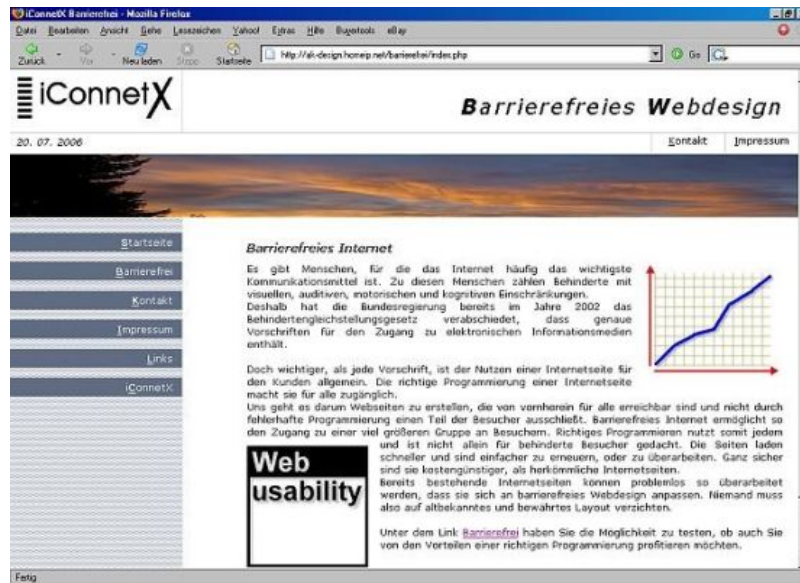 iConnetX Barrierefrei - Mozilla Firefox
Datei Bearbeiten Ansicht Gehe Lesezeichen Yahoo! Extras Hilfe Bugertools eBay
Zurück Vor Neu laden Stopp Startseite http://ak-design.homeip.net/barrierefrei/index.php Go
iConnetX
Barrierefreies Webdesign
20. 07. 2006
Kontakt Impressum
Startseite
Barrierefrei
Kontakt
Impressum
Links
iConnetX
Barrierefreies Internet
Es gibt Menschen, für die das Internet häufig das wichtigste
Kommunikationsmittel ist. Zu diesen Menschen zählen Behinderte mit
visuellen, auditiven, motorischen und kognitiven Einschränkungen.
Deshalb hat die Bundesregierung bereits im Jahre 2002 das
Behindertengleichstellungsgesetz verabschiedet, dass genaue
Vorschriften für den Zugang zu elektronischen Informationsmedien
enthält.
Doch wichtiger, als jede Vorschrift, ist der Nutzen einer Internetseite für
den Kunden allgemein. Die richtige Programmierung einer Internetseite
macht sie für alle zugänglich.
Uns geht es darum Webseiten zu erstellen, die von vornherein für alle erreichbar sind und nicht durch
fehlerhafte Programmierung einen Teil der Besucher ausschließt. Barrierefreies Internet ermöglicht so
den Zugang zu einer viel größeren Gruppe an Besuchern. Richtiges Programmieren nutzt somit jedem
und ist nicht allein für behinderte Besucher gedacht. Die Seiten laden
schneller und sind einfacher zu erneuern, oder zu überarbeiten. Ganz sicher
sind sie kostengünstiger, als herkömmliche Internetseiten.
Bereits bestehende Internetseiten können problemlos so überarbeitet
werden, dass sie sich an barrierefreies Webdesign anpassen. Niemand muss
also auf altbekanntes und bewährtes Layout verzichten.
Web
usability
Unter dem Link Barrierefrei haben Sie die Möglichkeit zu testen, ob auch Sie
von den Vorteilen einer richtigen Programmierung profitieren möchten.
Fertig